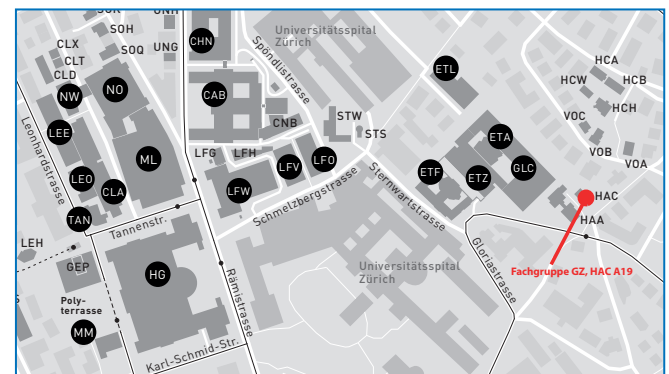 SOH
UNG
CLX
SOQ
CLT
CLD
NW
NO
CHN
Universitätsspital
Zürich
Spöndlistrasse
ETL
HCA
HCW
HCB
HCH
VOC
VOB
VOA
CAB
CNB
STW
STS
LEE
Leonhardstrasse
ML
LFG
LFH
LFV
LFO
LFW
Schmelzbergstrasse
Sternwartstrasse
ETA
GLC
ETF
ETZ
HAC
HAA
LEO
CLA
TAN
Tannenstr.
LEH
GEP
HG
Rämistrasse
Universitätsspital
Zürich
Gloriastrasse
Fachgruppe GZ, HAC A19
Poly-
terrasse
MM
Karl-Schmid-Str.